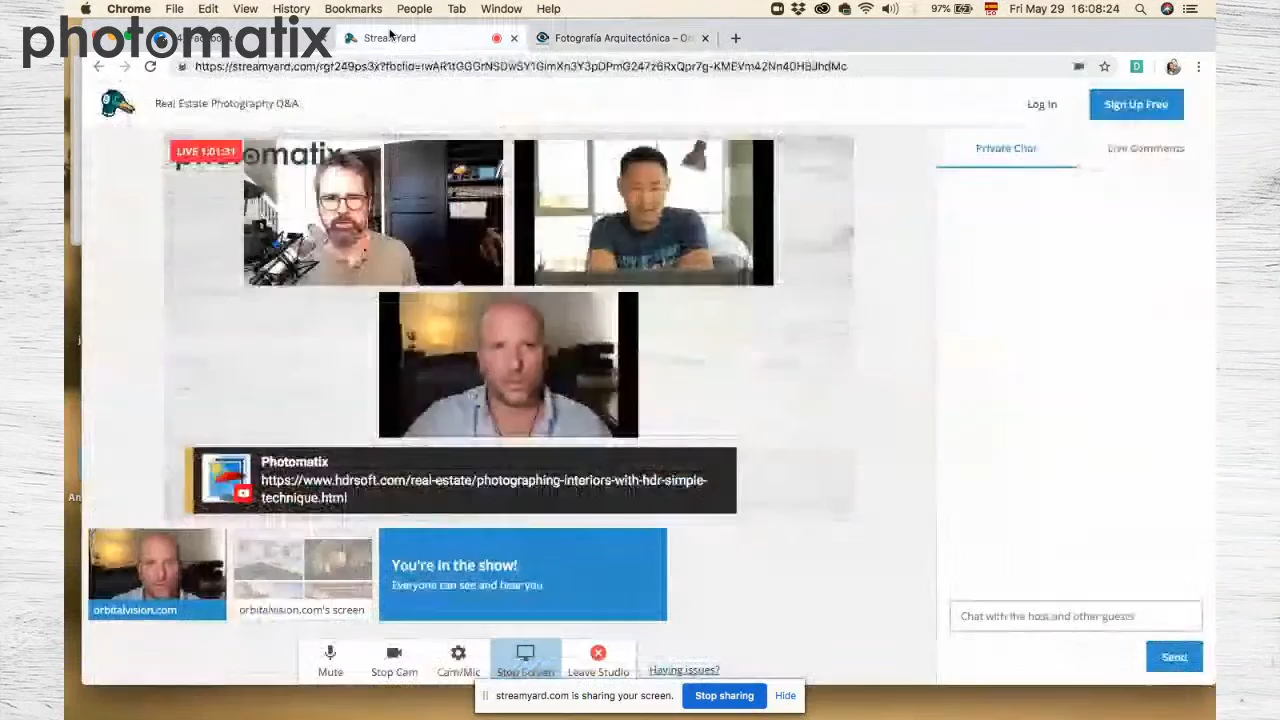 Chrome File Edit View History Bookmarks People Tab Window Help
Fri May 29 16:08:24
photomatix
StreamYard
Fotografía Arquitectónica – O
Real Estate Photography Q&A
Log In
Sign Up Free
LIVE 1:01:31
omatix
Private Chat
Live Comments
Photomatix
https://www.hdrsoft.com/real-estate/photographing-interiors-with-hdr-simple-
technique.html
You're in the show!
Everyone can see and hear you
orbitalvision.com
orbitalvision.com's screen
Chat with the host and other guests
Send
Mute
Stop Cam
Cam/Mic
Stop Screen
Leave Studio
Having issues?
streamyard.com is sharing your screen.
Stop sharing
Hide